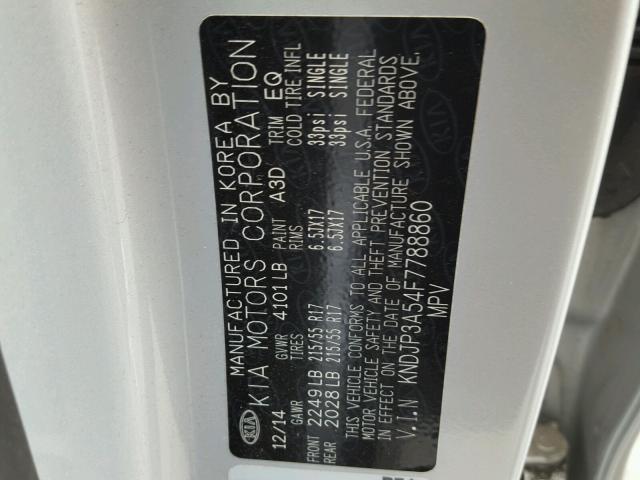 MANUFACTURED IN KOREA BY
KIA KIA MOTORS CORPORATION
12/14 GVWR 4101LB PAINT A3D TRIM EQ
GAWR TIRES RIMS COLD TIRE INFL
FRONT 2249LB 215/55 R17 6.5JX17 33psi SINGLE
REAR 2028LB 215/55 R17 6.5JX17 33psi SINGLE
THIS VEHICLE CONFORMS TO ALL APPLICABLE U.S.A. FEDERAL
MOTOR VEHICLE SAFETY AND THEFT PREVENTION STANDARDS
IN EFFECT ON THE DATE OF MANUFACTURE SHOWN ABOVE.
V.I.N KNDJTP3A54F7788860
MPV